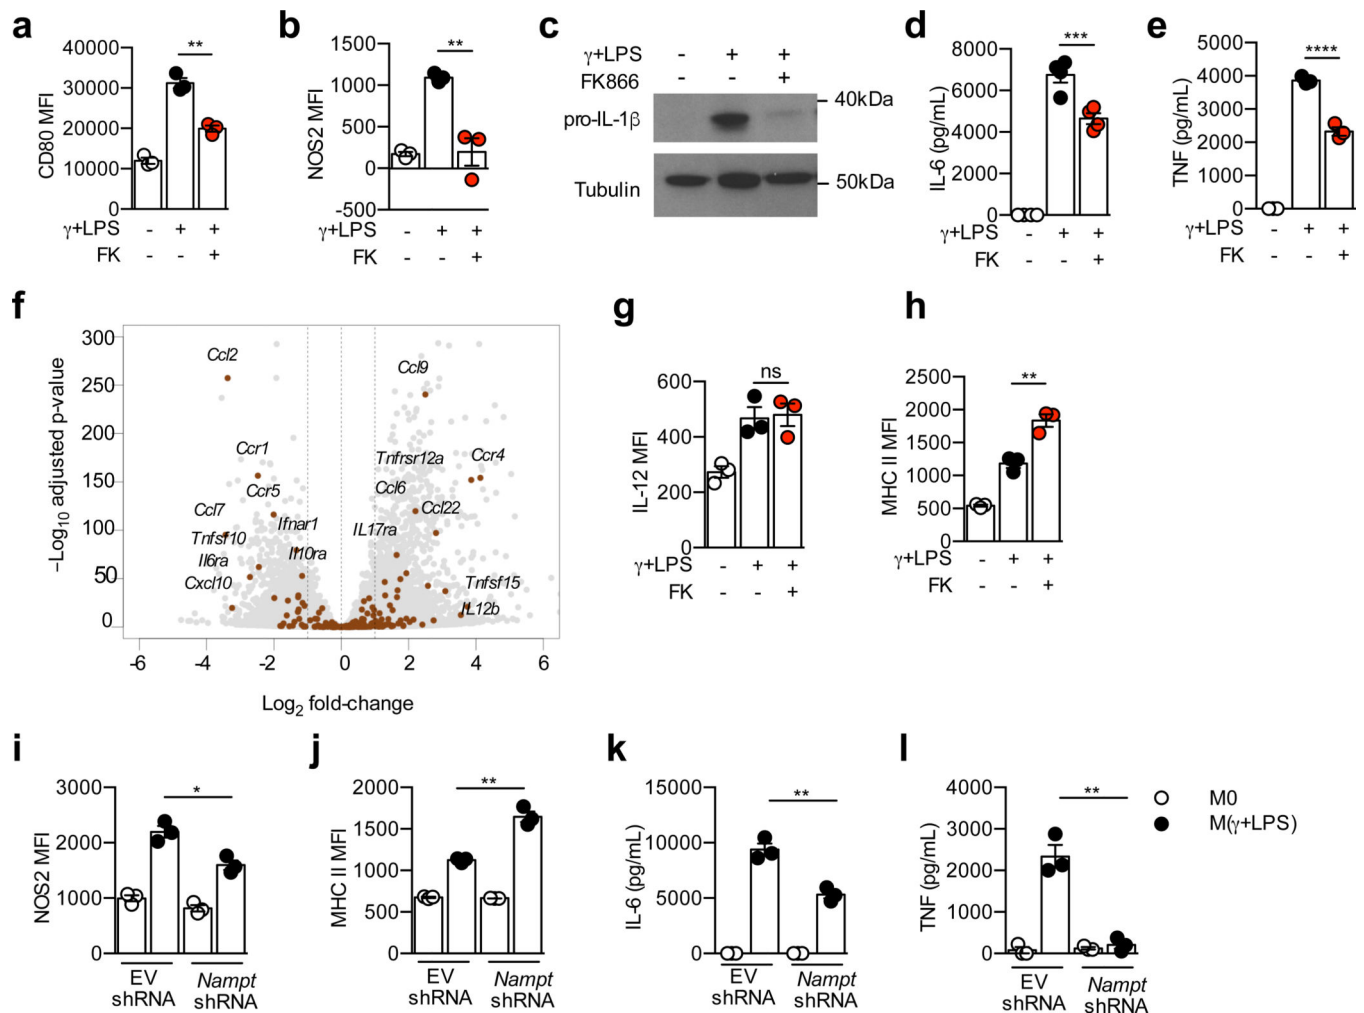 a
CD80 MFI
40000
30000
20000
10000
0
**
γ+LPS - + +
FK - - +
b
NOS2 MFI
1500
1000
500
0
-500
**
γ+LPS - + +
FK - - +
c
γ+LPS - + +
FK866 - - +
pro-IL-1β
40kDa
Tubulin
50kDa
d
IL-6 (pg/mL)
8000
6000
4000
2000
0
***
γ+LPS - + +
FK - - +
e
TNF (pg/mL)
5000
4000
3000
2000
1000
0
****
γ+LPS - + +
FK - - +
f
−Log10 adjusted p-value
300
250
200
150
100
50
0
Ccl2
Ccl9
Ccr1
Tnfrsr12a
Ccr4
Ccr5
Ccl6
Ccl7
Ifnar1
IL17ra
Ccl22
Tnfsf10
Il10ra
Il6ra
Cxcl10
Tnfsf15
IL12b
-6 -4 -2 0 2 4 6
Log2 fold-change
g
IL-12 MFI
600
400
200
0
ns
γ+LPS - + +
FK - - +
h
MHC II MFI
2500
2000
1500
1000
500
0
**
γ+LPS - + +
FK - - +
i
NOS2 MFI
3000
2000
1000
0
*
EV shRNA
Nampt shRNA
j
MHC II MFI
2000
1500
1000
500
0
**
EV shRNA
Nampt shRNA
k
IL-6 (pg/mL)
15000
10000
5000
0
**
EV shRNA
Nampt shRNA
l
TNF (pg/mL)
4000
3000
2000
1000
0
**
EV shRNA
Nampt shRNA
M0
M(γ+LPS)